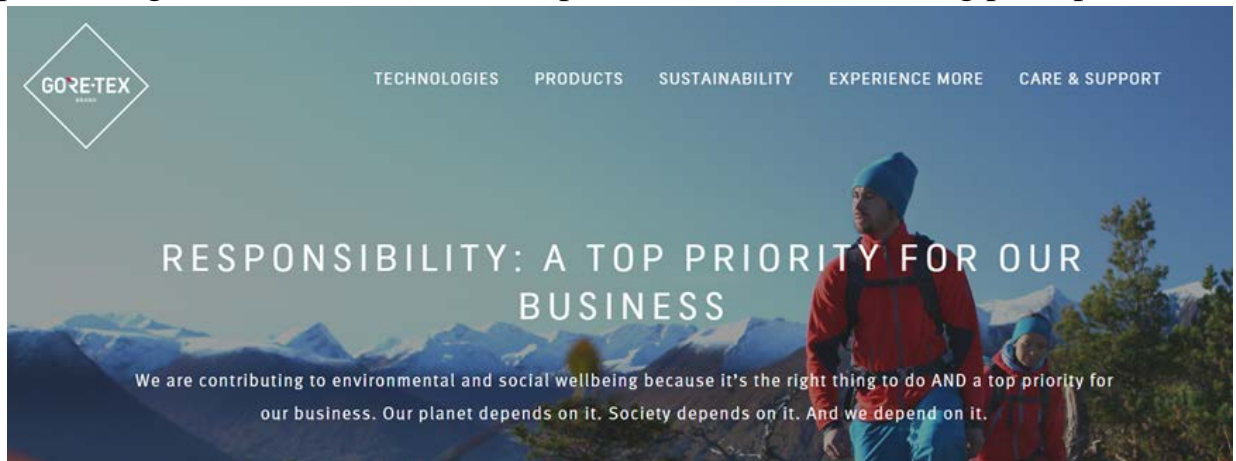 GORE-TEX
BRAND
TECHNOLOGIES PRODUCTS SUSTAINABILITY EXPERIENCE MORE CARE & SUPPORT
RESPONSIBILITY: A TOP PRIORITY FOR OUR
BUSINESS
We are contributing to environmental and social wellbeing because it's the right thing to do AND a top priority for
our business. Our planet depends on it. Society depends on it. And we depend on it.